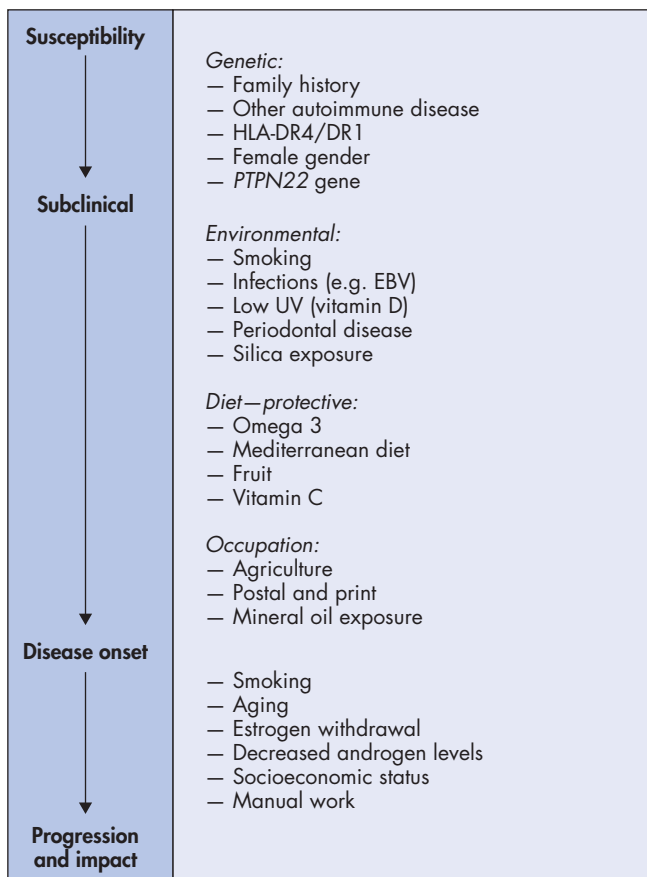 Susceptibility
Genetic:
— Family history
— Other autoimmune disease
— HLA-DR4/DR1
— Female gender
— PTPN22 gene
Subclinical
Environmental:
— Smoking
— Infections (e.g. EBV)
— Low UV (vitamin D)
— Periodontal disease
— Silica exposure
Diet—protective:
— Omega 3
— Mediterranean diet
— Fruit
— Vitamin C
Occupation:
— Agriculture
— Postal and print
— Mineral oil exposure
Disease onset
— Smoking
— Aging
— Estrogen withdrawal
— Decreased androgen levels
— Socioeconomic status
— Manual work
Progression
and impact